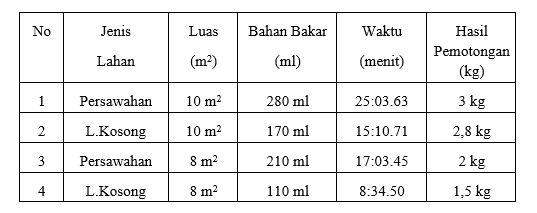 No Jenis Lahan Luas (m²) Bahan Bakar (ml) Waktu (menit) Hasil Pemotongan (kg)
1 Persawahan 10 m² 280 ml 25:03.63 3 kg
2 L.Kosong 10 m² 170 ml 15:10.71 2,8 kg
3 Persawahan 8 m² 210 ml 17:03.45 2 kg
4 L.Kosong 8 m² 110 ml 8:34.50 1,5 kg